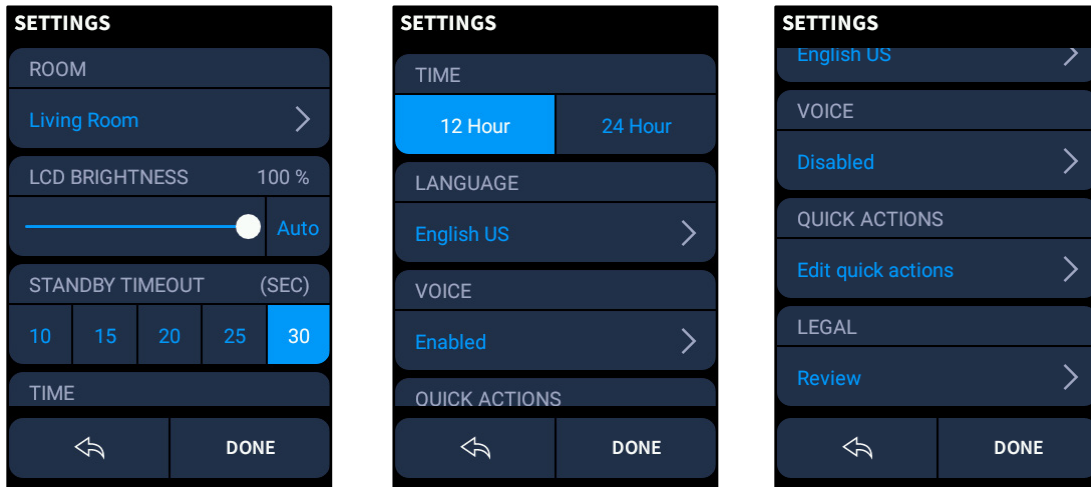 SETTINGS
ROOM
Living Room
LCD BRIGHTNESS 100 %
Auto
STANDBY TIMEOUT (SEC)
10 15 20 25 30
TIME
DONE
SETTINGS
TIME
12 Hour 24 Hour
LANGUAGE
English US
VOICE
Enabled
QUICK ACTIONS
DONE
SETTINGS
English US
VOICE
Disabled
QUICK ACTIONS
Edit quick actions
LEGAL
Review
DONE